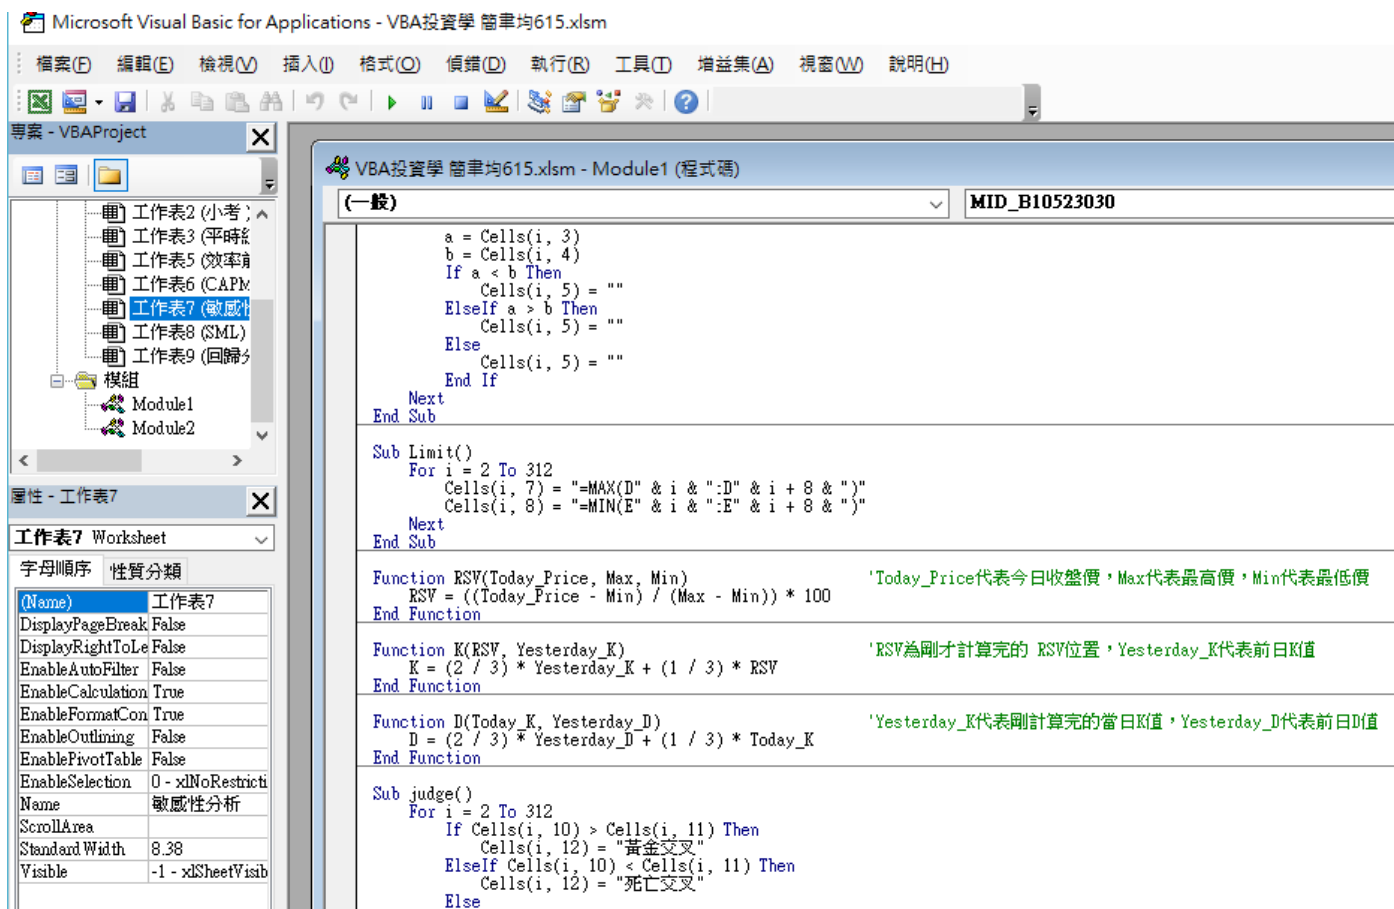 Microsoft Visual Basic for Applications - VBA投資學 簡聿均615.xlsm
檔案(F) 編輯(E) 檢視(V) 插入(I) 格式(O) 偵錯(D) 執行(R) 工具(T) 增益集(A) 視窗(W) 說明(H)
專案 - VBAProject
工作表2 (小考
工作表3 (平時
工作表5 (效率
工作表6 (CAPM
工作表7 (敏感性
工作表8 (SML)
工作表9 (回歸
模組
Module1
Module2
屬性 - 工作表7
工作表7 Worksheet
字母順序 性質分類
(Name) 工作表7
DisplayPageBreak False
DisplayRightToLe False
EnableAutoFilter False
EnableCalculation True
EnableFormatCon True
EnableOutlining False
EnablePivotTable False
EnableSelection 0 - xlNoRestricti
Name 敏感性分析
ScrollArea
StandardWidth 8.38
Visible -1 - xlSheetVisib
VBA投資學 簡聿均615.xlsm - Module1 (程式碼)
(一般) MID_B10523030
a = Cells(i, 3)
b = Cells(i, 4)
If a < b Then
Cells(i, 5) = ""
ElseIf a > b Then
Cells(i, 5) = ""
Else
Cells(i, 5) = ""
End If
Next
End Sub
Sub Limit()
For i = 2 To 312
Cells(i, 7) = "=MAX(D" & i & ":D" & i + 8 & ")"
Cells(i, 8) = "=MIN(E" & i & ":E" & i + 8 & ")"
Next
End Sub
Function RSV(Today_Price, Max, Min) 'Today_Price代表今日收盤價，Max代表最高價，Min代表最低價
RSV = ((Today_Price - Min) / (Max - Min)) * 100
End Function
Function K(RSV, Yesterday_K) 'RSV為剛才計算完的 RSV位置，Yesterday_K代表前日K值
K = (2 / 3) * Yesterday_K + (1 / 3) * RSV
End Function
Function D(Today_K, Yesterday_D) 'Yesterday_K代表剛計算完的當日K值，Yesterday_D代表前日D值
D = (2 / 3) * Yesterday_D + (1 / 3) * Today_K
End Function
Sub judge()
For i = 2 To 312
If Cells(i, 10) > Cells(i, 11) Then
Cells(i, 12) = "黃金交叉"
ElseIf Cells(i, 10) < Cells(i, 11) Then
Cells(i, 12) = "死亡交叉"
Else